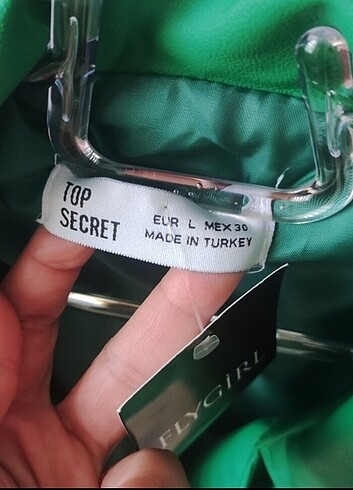 TOP
SECRET
EUR L MEX 30
MADE IN TURKEY
FLYGiRL